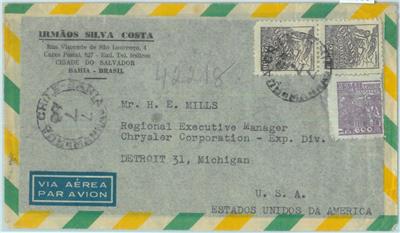 IRMÃOS SILVA COSTA
Rua Visconde de São Lourenço, 4
Caixa Postal, 827 - End. Tel.
CIDADE DO SALVADOR
BAHIA - BRASIL
42218
Mr. H. E. MILLS
Regional Executive Manager
Chrysler Corporation - Exp. Div.
DETROIT 31, Michigan
U. S. A.
ESTADOS UNIDOS DA AMERICA
VIA AÉREA
PAR AVION